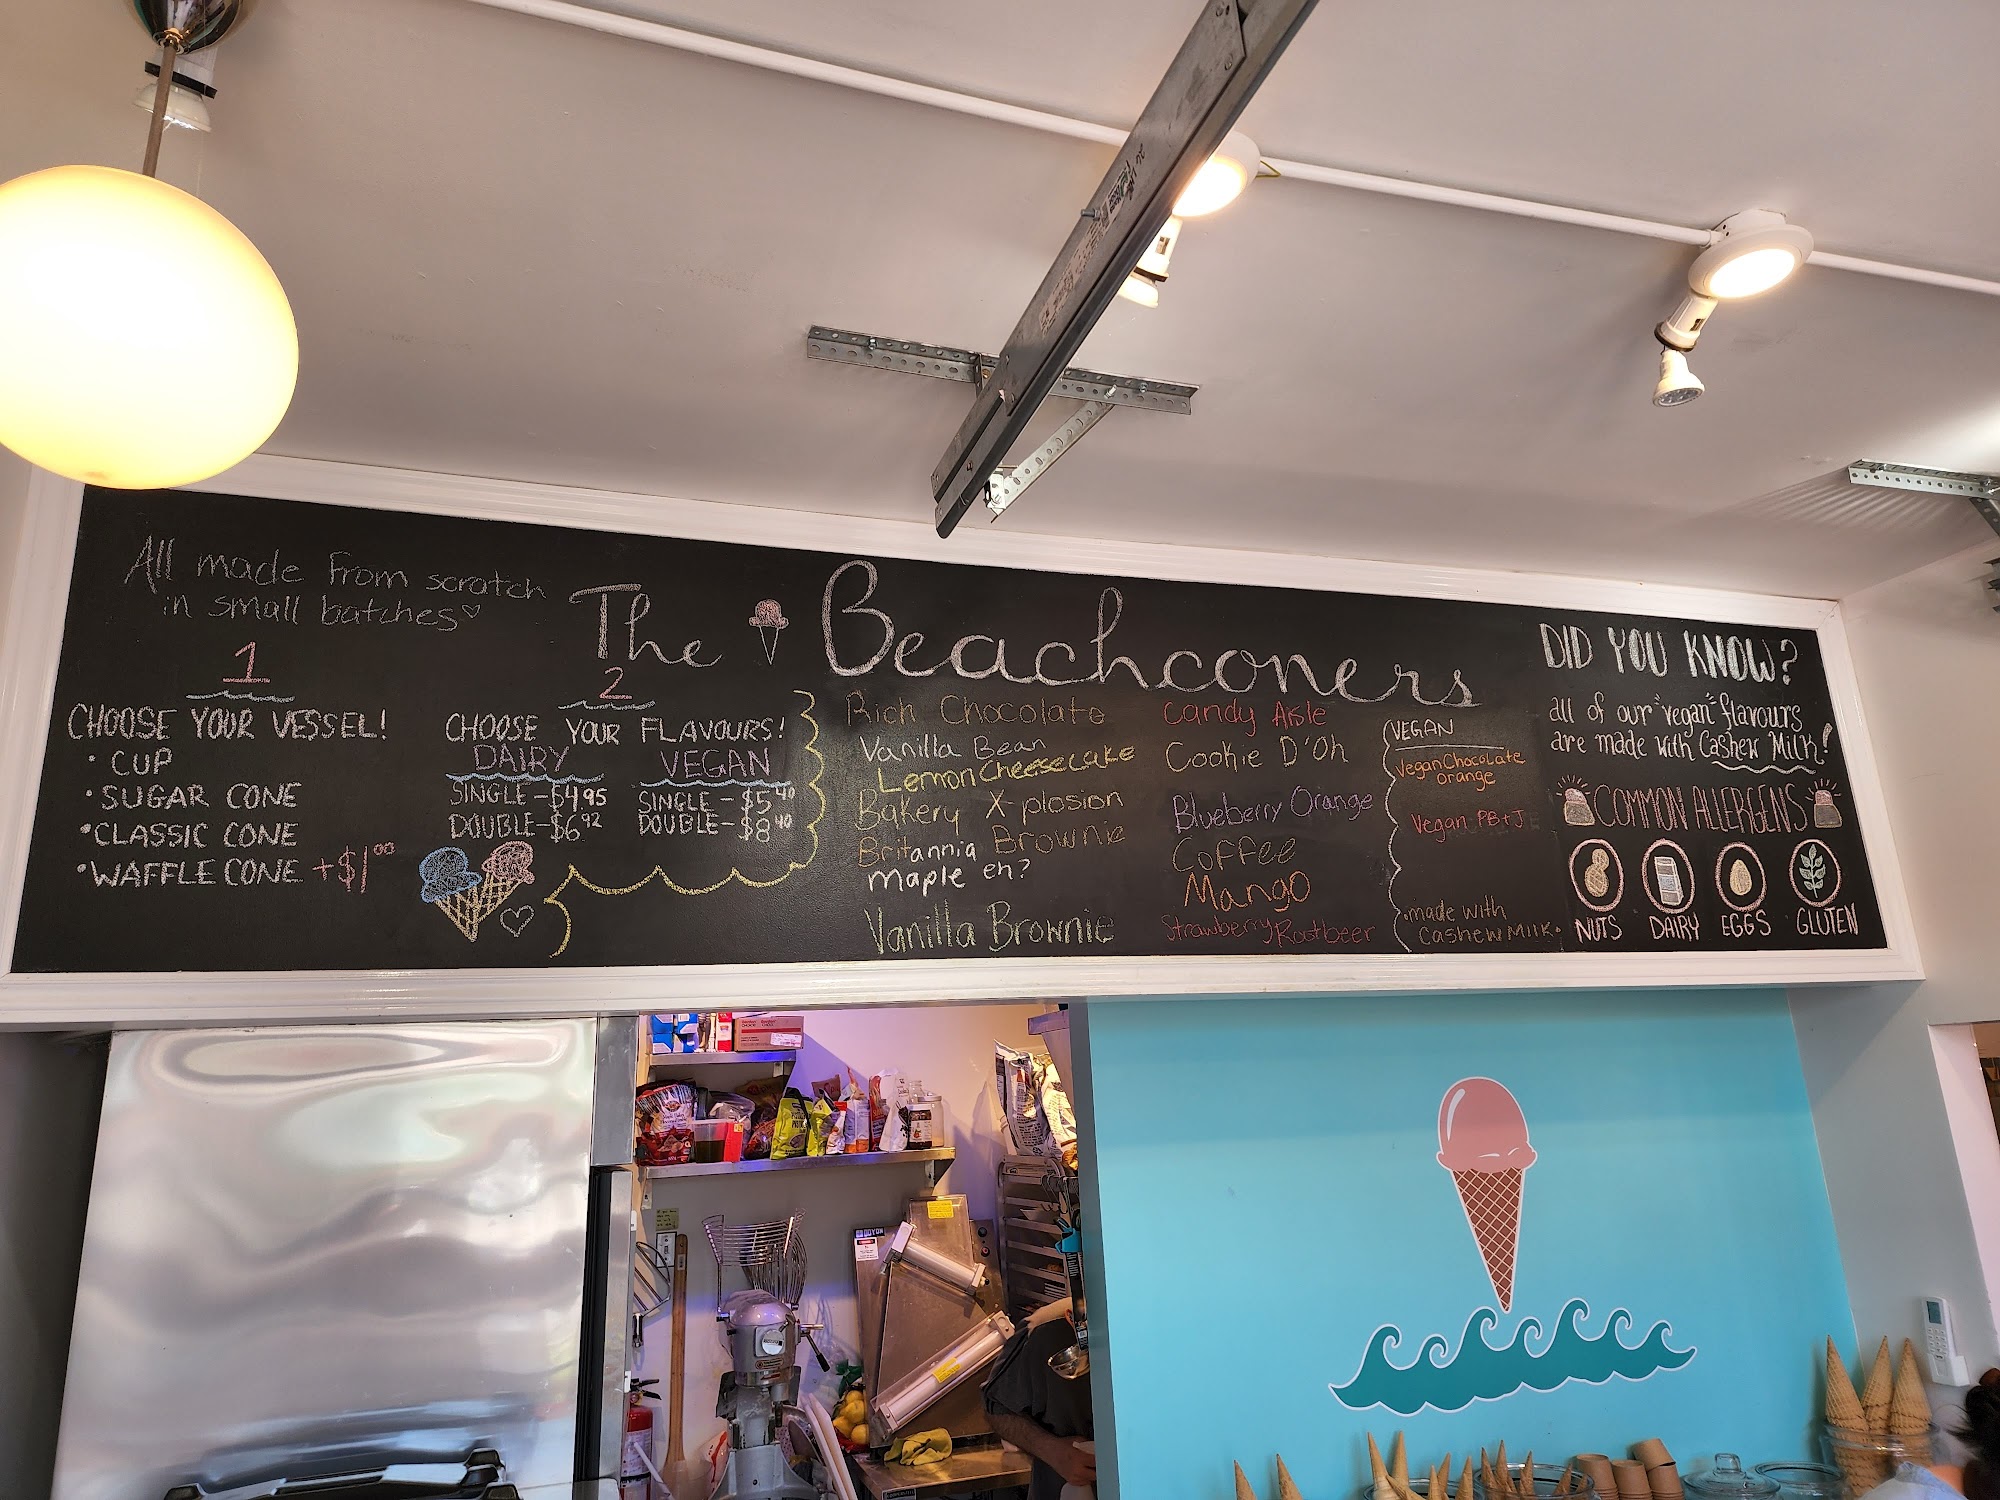 All made from scratch
in small batches♡
The Beachconers
1
CHOOSE YOUR VESSEL!
• CUP
• SUGAR CONE
• CLASSIC CONE
• WAFFLE CONE +$1.00
2
CHOOSE YOUR FLAVOURS!
DAIRY
SINGLE-$4.95
DOUBLE-$6.92
VEGAN
SINGLE-$5.40
DOUBLE-$8.40
Rich Chocolate
Vanilla Bean
Lemon Cheesecake
Bakery X-plosion
Britannia Brownie
Maple eh?
Vanilla Brownie
Candy Aisle
Cookie D'Oh
Blueberry Orange
Coffee
Mango
Strawberry Rootbeer
VEGAN
Vegan Chocolate
Orange
Vegan PB+J
•made with
Cashew Milk•
DID YOU KNOW?
all of our "vegan" flavours
are made with Cashew Milk!
COMMON ALLERGENS
NUTS DAIRY EGGS GLUTEN
DOYON